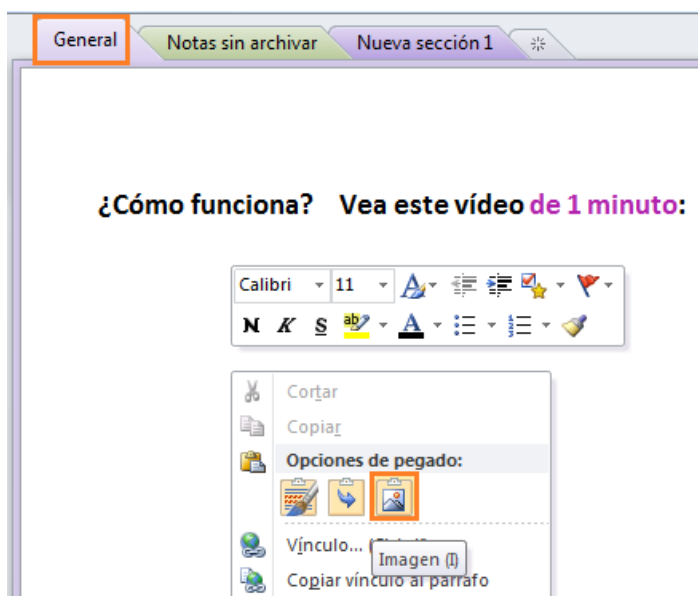 General Notas sin archivar Nueva sección 1
¿Cómo funciona? Vea este vídeo de 1 minuto:
Calibri 11
N K S ab A
Cortar
Copiar
Opciones de pegado:
Vínculo...
Imagen (I)
Copiar vínculo al párrafo